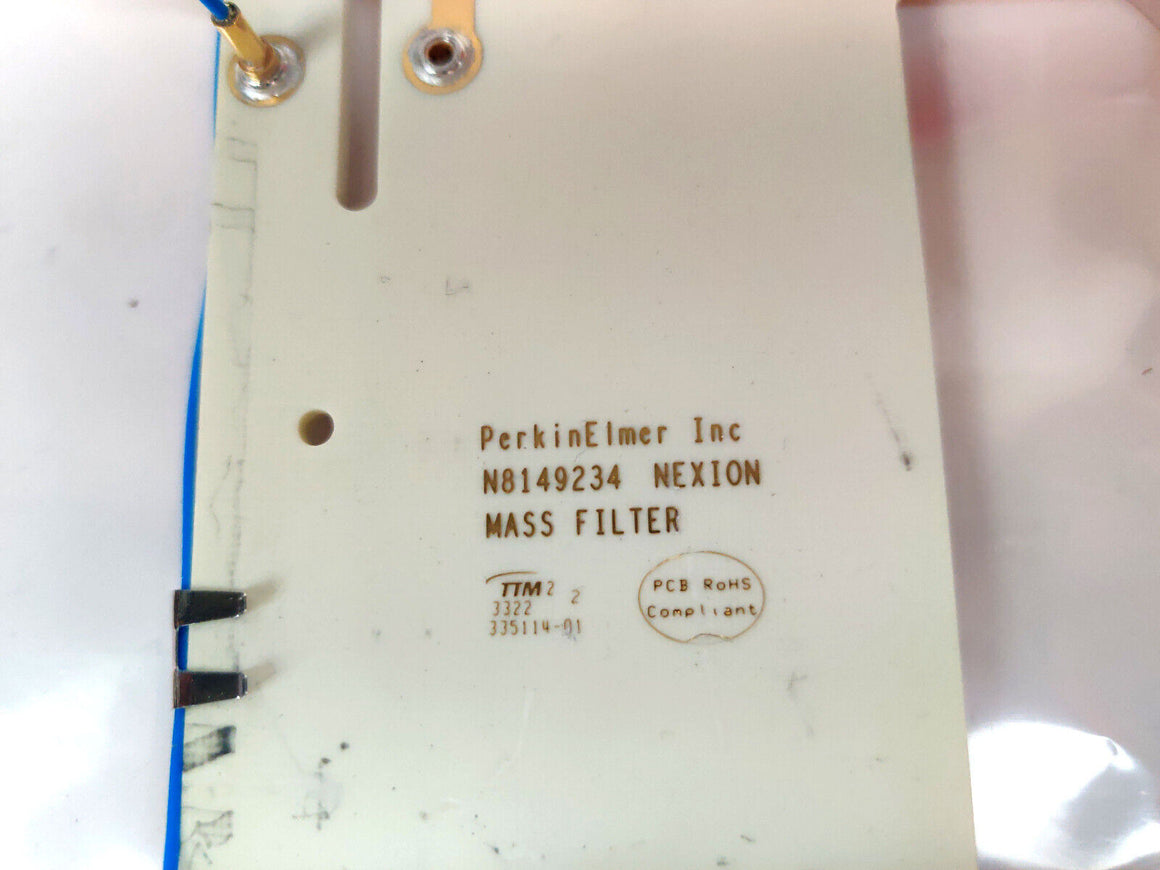 PerkinElmer Inc
N8149234 NEXION
MASS FILTER
TTM 2 2
3322
335114-01
PCB RoHS
Compliant